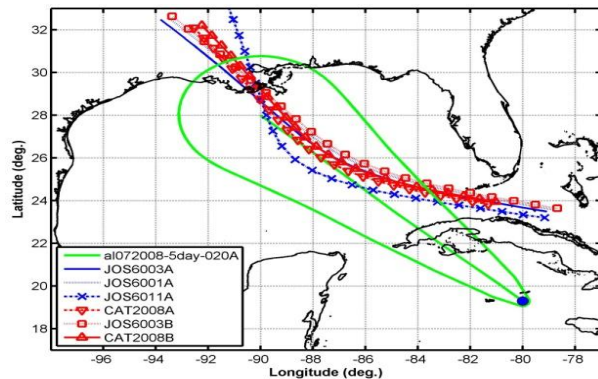 32
30
28
26
24
22
20
18
Latitude (deg.)
al072008-5day-020A
JOS6003A
JOS6001A
JOS6011A
CAT2008A
JOS6003B
CAT2008B
-96 -94 -92 -90 -88 -86 -84 -82 -80 -78
Longitude (deg.)